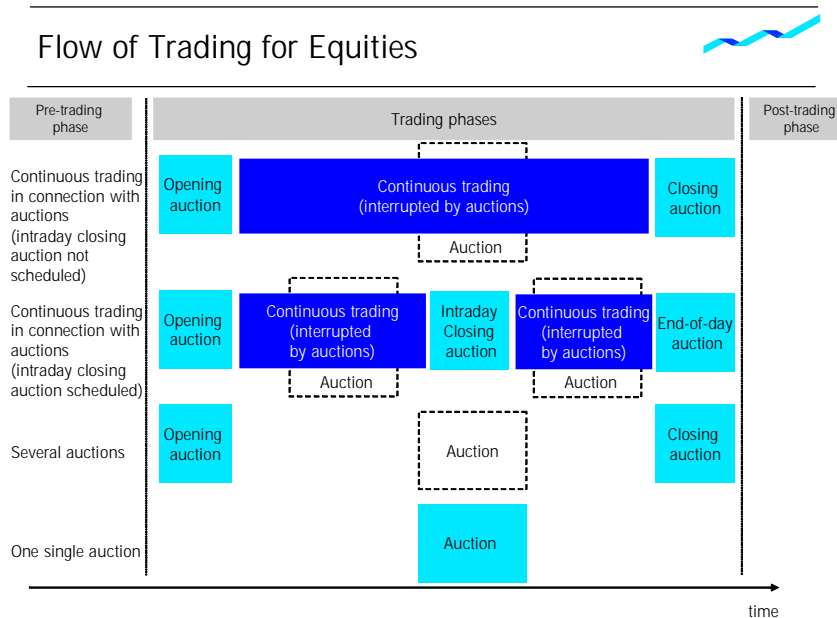 Flow of Trading for Equities
Pre-trading
phase
Trading phases
Post-trading
phase
Continuous trading
in connection with
auctions
(intraday closing
auction not
scheduled)
Opening
auction
Continuous trading
(interrupted by auctions)
Auction
Closing
auction
Continuous trading
in connection with
auctions
(intraday closing
auction scheduled)
Opening
auction
Continuous trading
(interrupted
by auctions)
Auction
Intraday
Closing
auction
Continuous trading
(interrupted
by auctions)
Auction
End-of-day
auction
Several auctions
Opening
auction
Auction
Closing
auction
One single auction
Auction
time